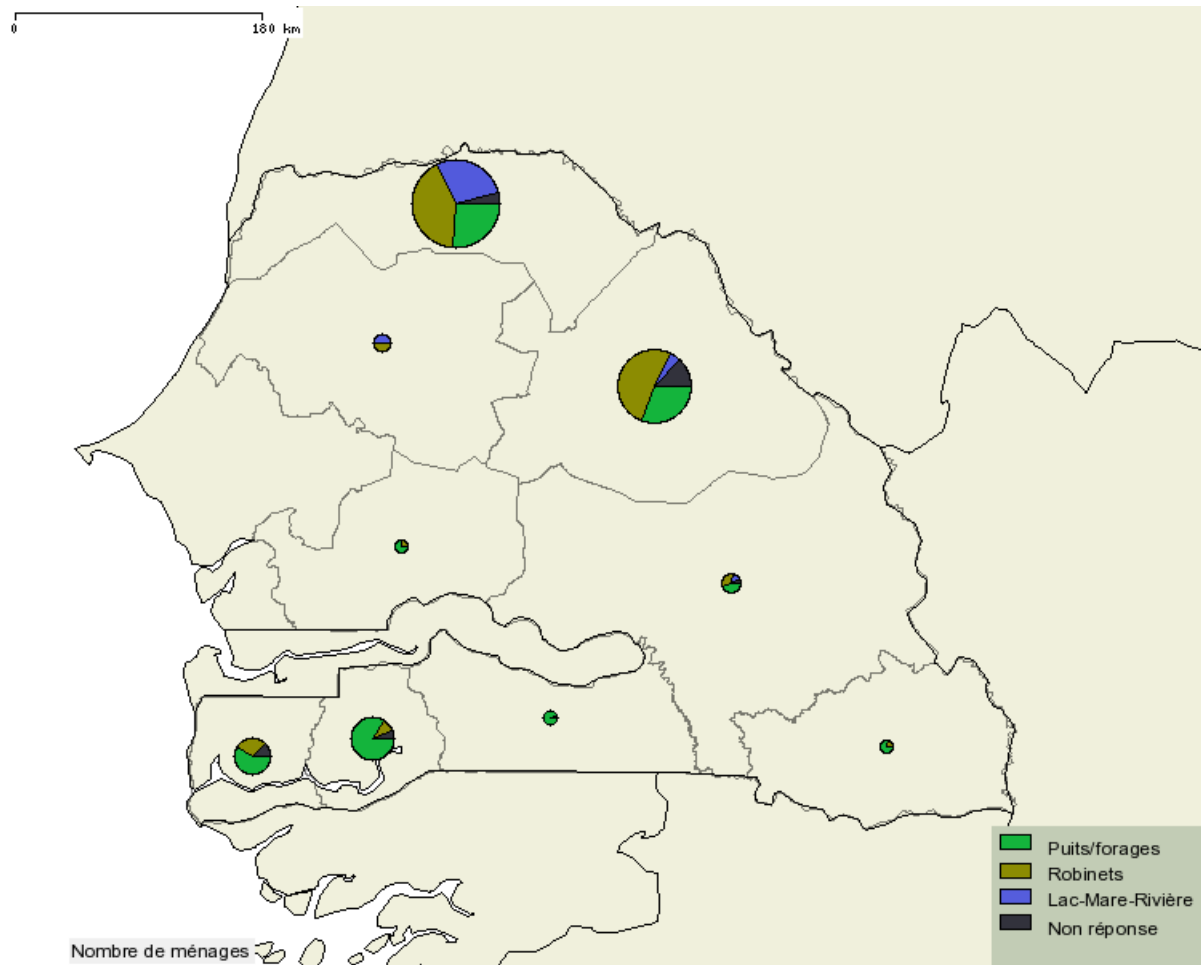 0 180 km
Puits/forages
Robinets
Lac-Mare-Rivière
Non réponse
Nombre de ménages